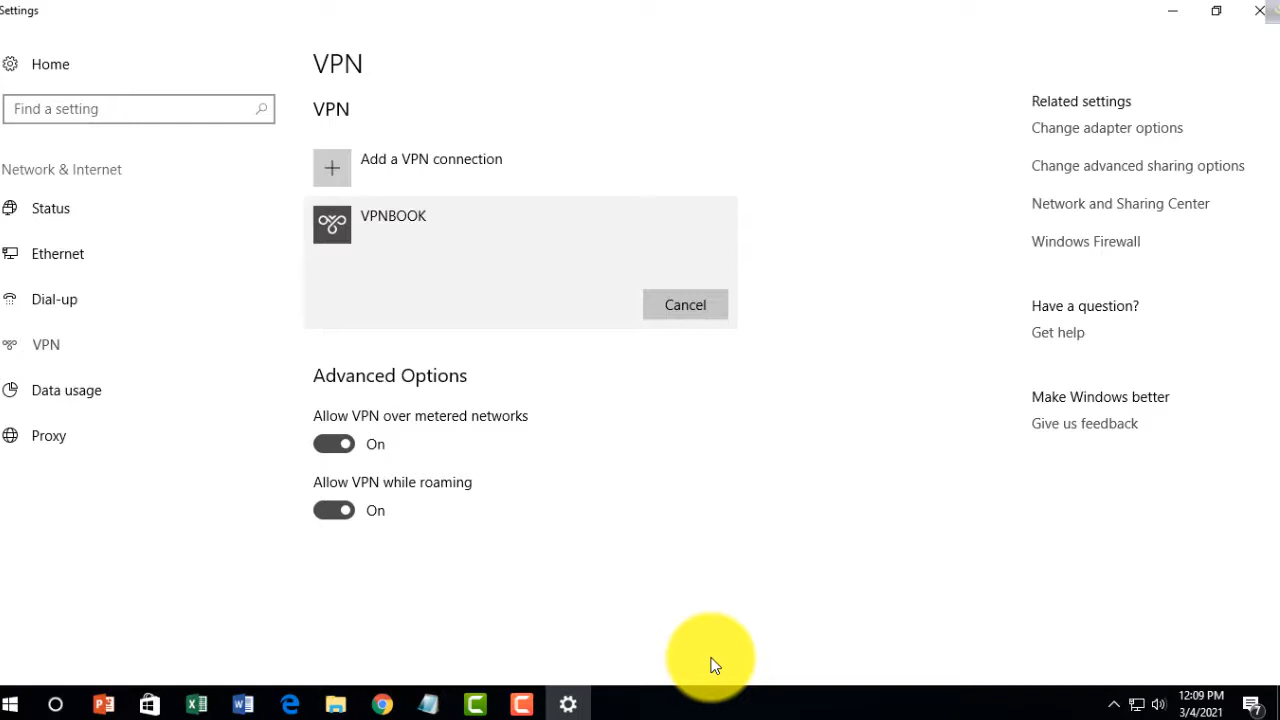 Settings
Home
Find a setting
Network & Internet
Status
Ethernet
Dial-up
VPN
Data usage
Proxy
VPN
VPN
Add a VPN connection
VPNBOOK
Cancel
Advanced Options
Allow VPN over metered networks
On
Allow VPN while roaming
On
Related settings
Change adapter options
Change advanced sharing options
Network and Sharing Center
Windows Firewall
Have a question?
Get help
Make Windows better
Give us feedback
12:09 PM
3/4/2021
7